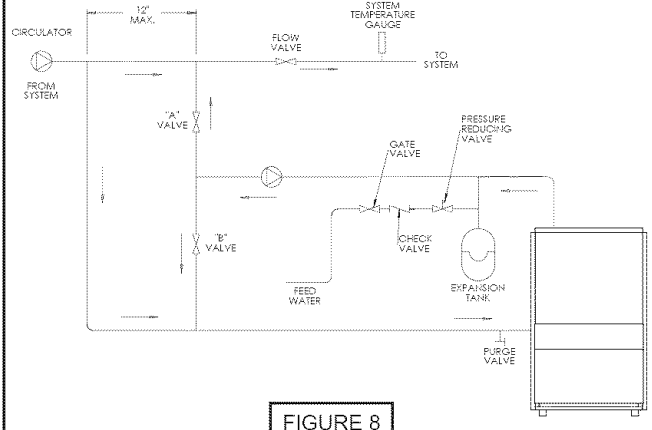 12"
MAX.
SYSTEM
TEMPERATURE
GAUGE
CIRCULATOR
FLOW
VALVE
TO
SYSTEM
FROM
SYSTEM
"A"
VALVE
PRESSURE
REDUCING
VALVE
GATE
VALVE
"B"
VALVE
CHECK
VALVE
FEED
WATER
EXPANSION
TANK
PURGE
VALVE
FIGURE 8